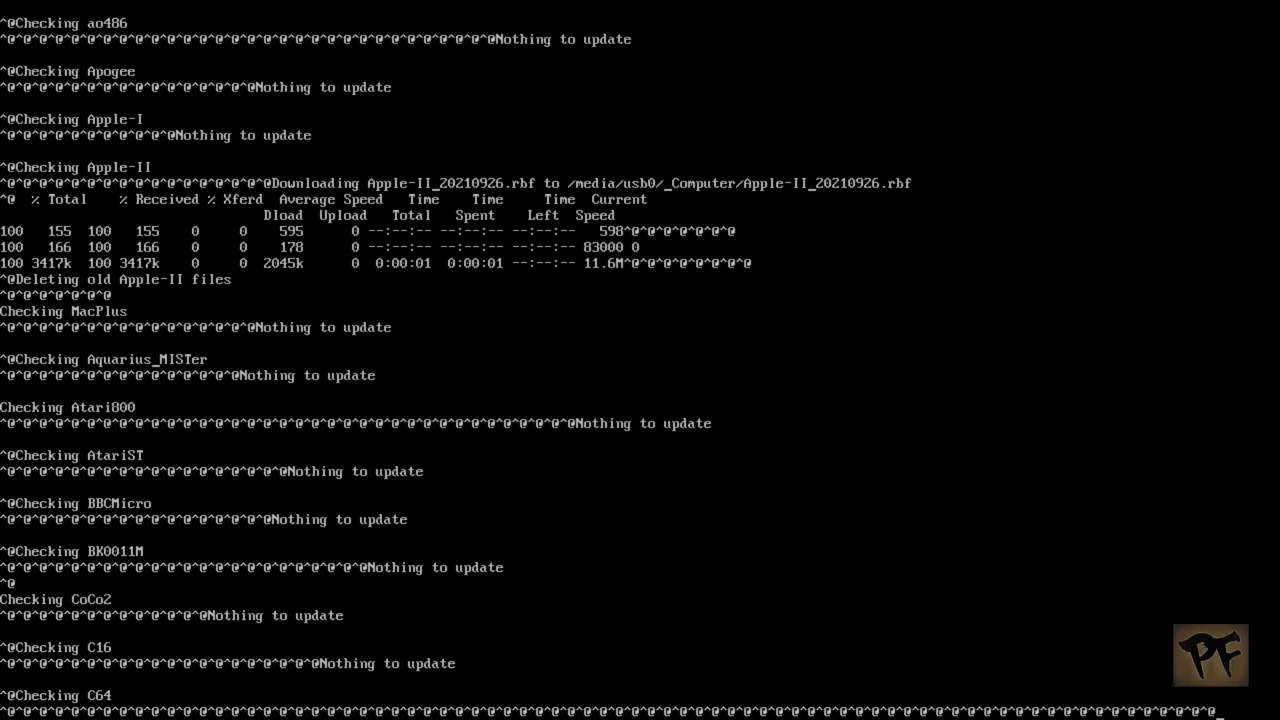 ^@Checking ao486
^@^@^@^@^@^@^@^@^@^@^@^@^@^@^@^@^@^@^@^@^@^@^@^@^@^@^@^@^@^@^@Nothing to update
^@Checking Apogee
^@^@^@^@^@^@^@^@^@^@^@^@^@^@^@^@Nothing to update
^@Checking Apple-I
^@^@^@^@^@^@^@^@^@^@^@Nothing to update
^@Checking Apple-II
^@^@^@^@^@^@^@^@^@^@^@^@^@^@^@^@^@Downloading Apple-II_20210926.rbf to /media/usb0/_Computer/Apple-II_20210926.rbf
^@  % Total    % Received % Xferd  Average Speed   Time    Time     Time  Current
Dload  Upload   Total   Spent    Left  Speed
100   155  100   155    0     0    595      0 --:--:-- --:--:-- --:--:--   598^@^@^@^@^@^@^@
100   166  100   166    0     0    178      0 --:--:-- --:--:-- --:--:-- 83000 0
100 3417k  100 3417k    0     0  2045k      0  0:00:01  0:00:01 --:--:-- 11.6M^@^@^@^@^@^@^@^@
^@Deleting old Apple-II files
^@^@^@^@^@^@^@
Checking MacPlus
^@^@^@^@^@^@^@^@^@^@^@^@^@^@^@^@Nothing to update
^@Checking Aquarius_MISTer
^@^@^@^@^@^@^@^@^@^@^@^@^@^@^@Nothing to update
Checking Atari800
^@^@^@^@^@^@^@^@^@^@^@^@^@^@^@^@^@^@^@^@^@^@^@^@^@^@^@^@^@^@^@^@^@^@^@^@Nothing to update
^@Checking AtariST
^@^@^@^@^@^@^@^@^@^@^@^@^@^@^@^@^@^@Nothing to update
^@Checking BBCMicro
^@^@^@^@^@^@^@^@^@^@^@^@^@^@^@^@^@Nothing to update
^@Checking BK0011M
^@^@^@^@^@^@^@^@^@^@^@^@^@^@^@^@^@^@^@^@^@^@^@Nothing to update
^@
Checking CoCo2
^@^@^@^@^@^@^@^@^@^@^@^@^@Nothing to update
^@Checking C16
^@^@^@^@^@^@^@^@^@^@^@^@^@^@^@^@^@^@^@^@Nothing to update
^@Checking C64
^@^@^@^@^@^@^@^@^@^@^@^@^@^@^@^@^@^@^@^@^@^@^@^@^@^@^@^@^@^@^@^@^@^@^@^@^@^@^@^@^@^@^@^@^@^@^@^@^@^@^@^@^@^@^@^@^@^@^@^@^@^@^@^@^@^@^@^@^@^@^@^@^@^@^@^@_
PF